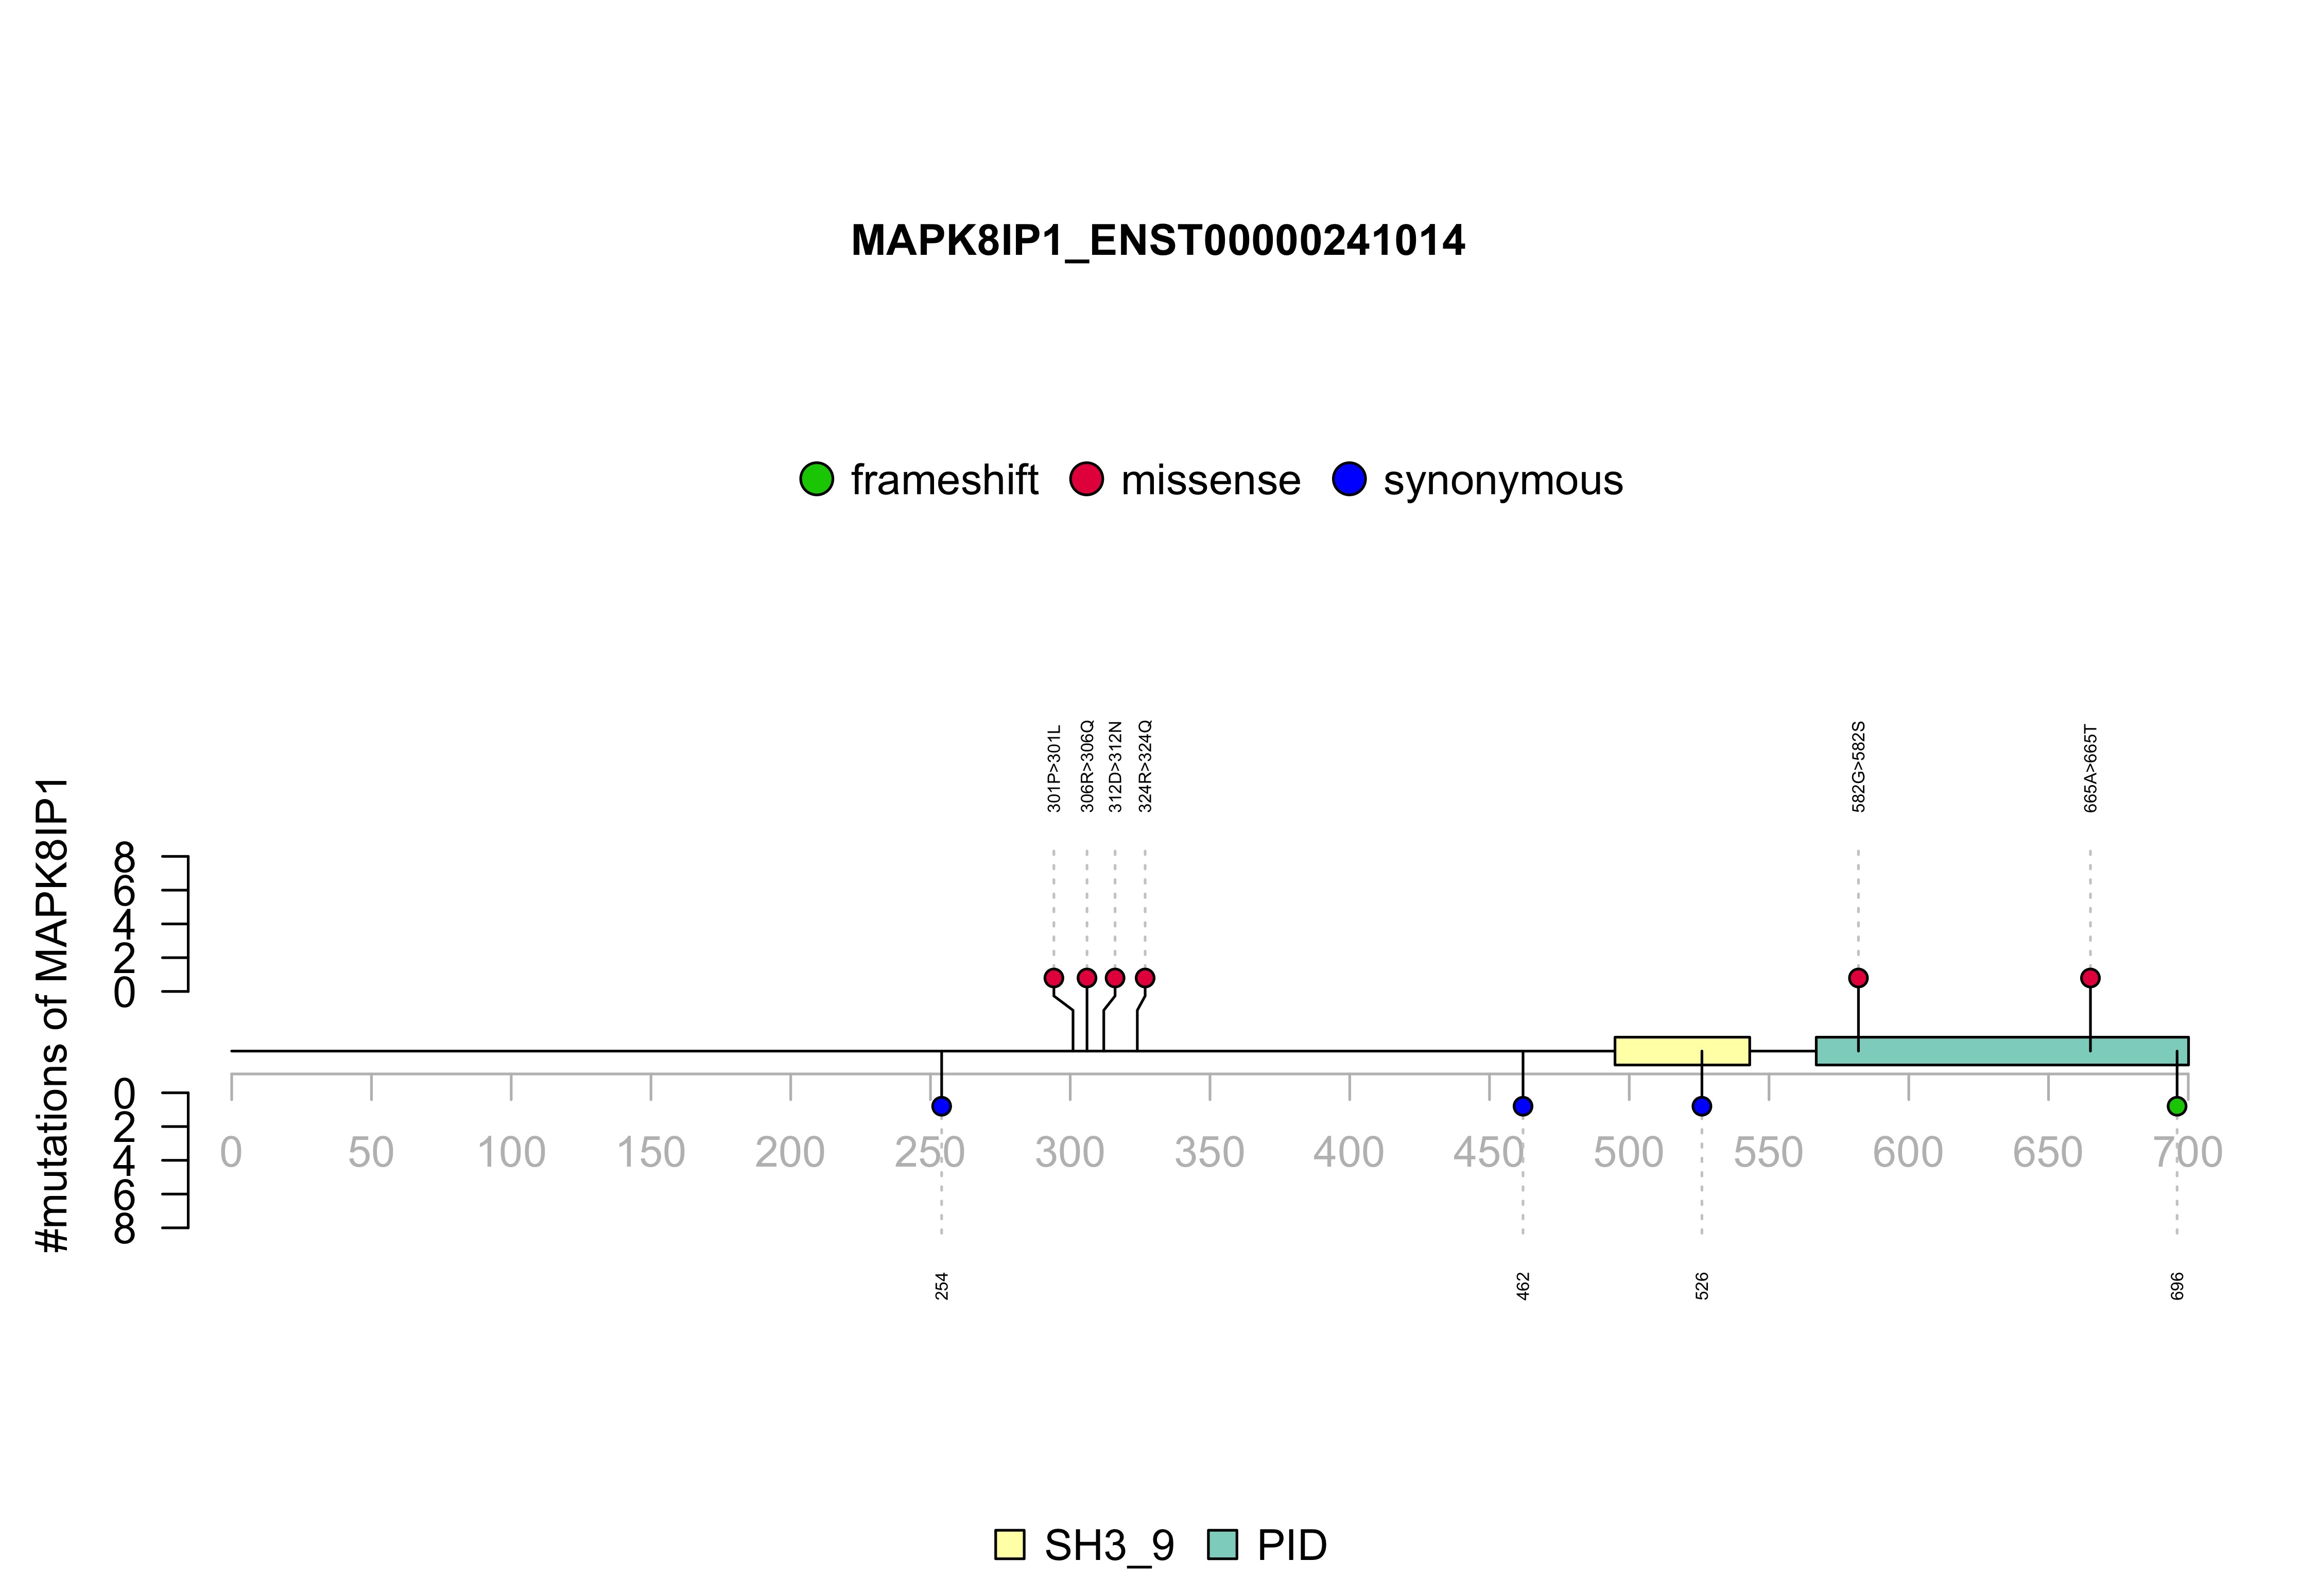 MAPK8IP1_ENST00000241014
frameshift missense synonymous
301P>301L 306R>306Q 312D>312N 324R>324Q 582G>582S 665A>665T
#mutations of MAPK8IP1
8
6
4
2
0
0
2
4
6
8
0 50 100 150 200 250 300 350 400 450 500 550 600 650 700
254 462 526 696
SH3_9 PID